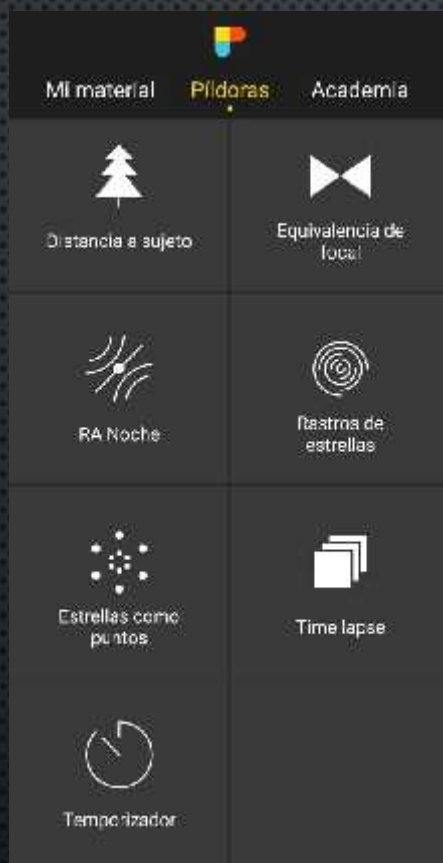 Mi material Píldoras Academia
Distancia a sujeto
Equivalencia de
focal
RA Noche
Rastros de
estrellas
Estrellas como
puntos
Time lapse
Temporizador